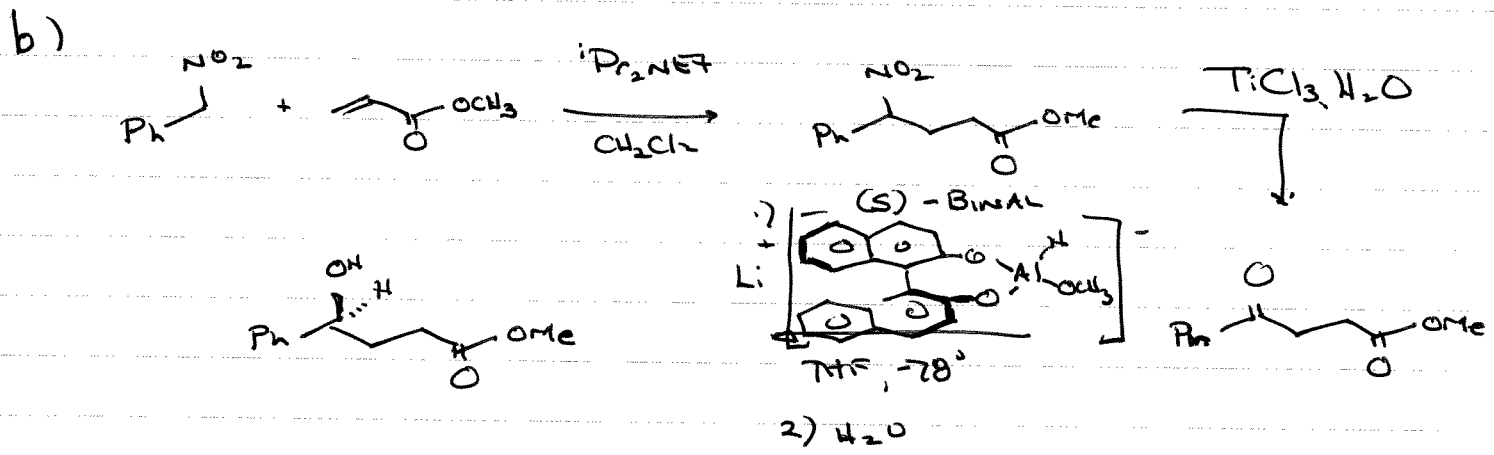 b)
NO2
Ph
+
OCH3
O
iPr2NEt
CH2Cl2
NO2
Ph
OMe
O
TiCl3, H2O
1)
(S)-BINAL
Li
+
O
O
Al
H
OCH3
-
THF, -78°
2) H2O
O
Ph
OMe
O
OH
H
Ph
OMe
O